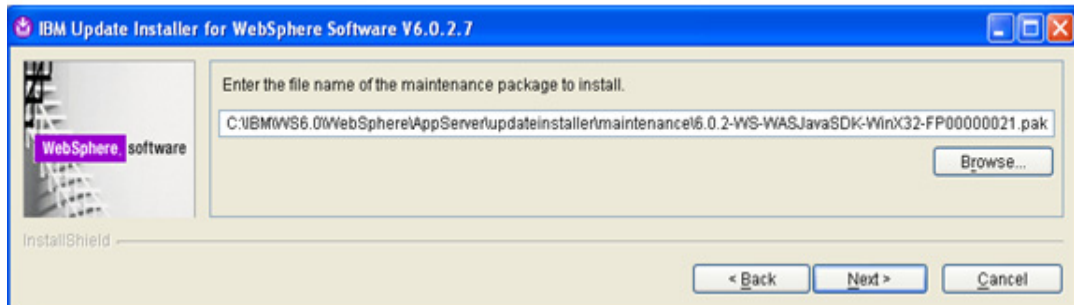 IBM Update Installer for WebSphere Software V6.0.2.7
Enter the file name of the maintenance package to install.
C:\IBM\WS6.0\WebSphere\AppServer\updateinstaller\maintenance\6.0.2-WS-WASJavaSDK-WinX32-FP00000021.pak
WebSphere. software
Browse...
InstallShield
< Back Next > Cancel